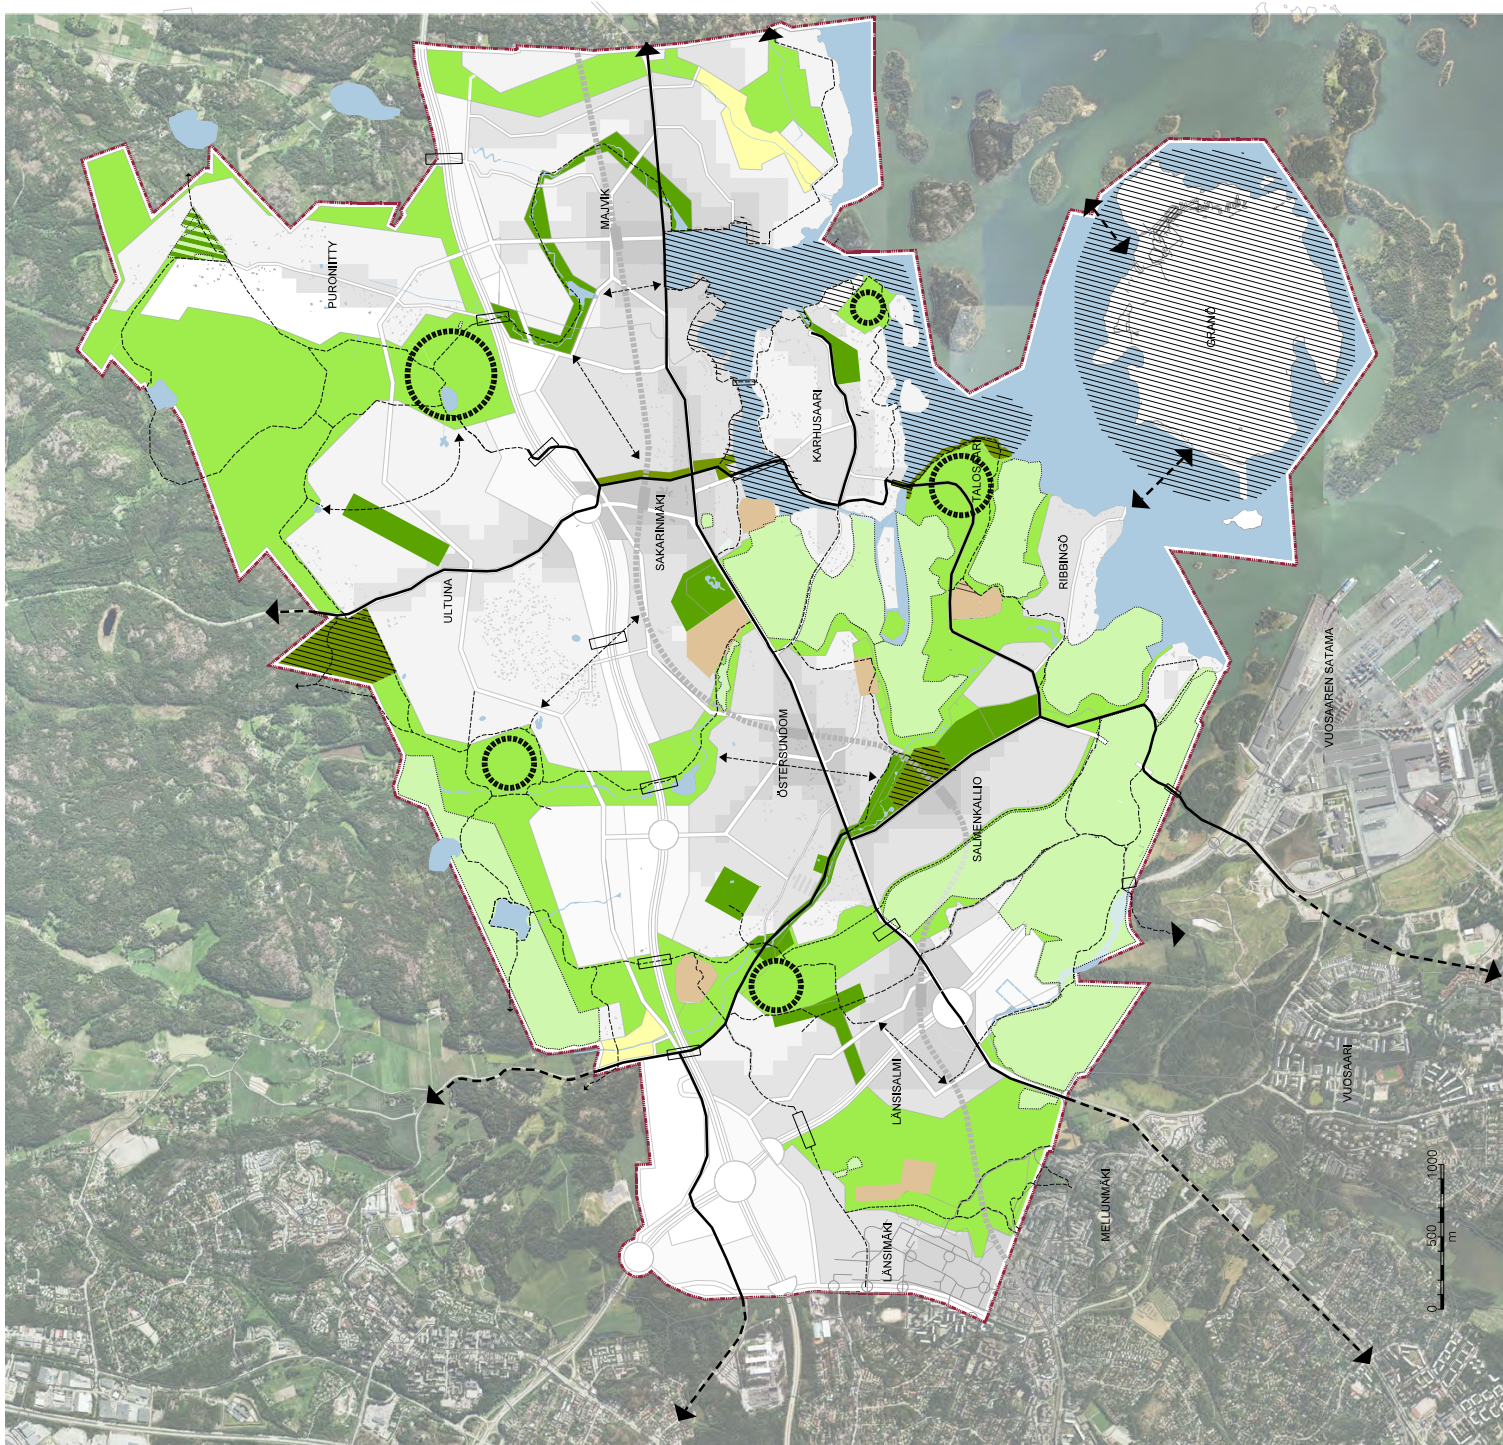 PURONIITTY
MAJVIK
GRANÖ
KARHUSAARI
TALOSAARI
SAKARINMÄKI
RIBBINGÖ
ULTUNA
VUOSAAREN SATAMA
ÖSTERSUNDOM
SALMENKALLIO
LÄNSISALMI
VUOSAARI
MELLUNMÄKI
LÄNSIMÄKI
0 500 1000
m